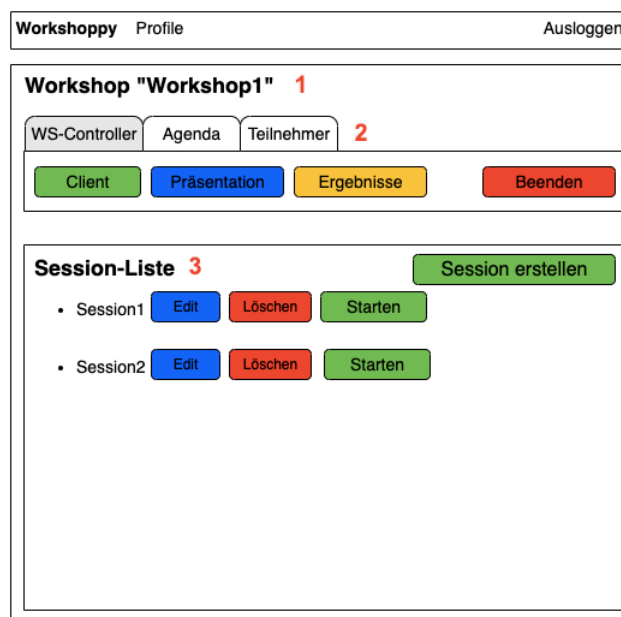 Workshoppy Profile Ausloggen
Workshop "Workshop1" 1
WS-Controller Agenda Teilnehmer 2
Client Präsentation Ergebnisse Beenden
Session-Liste 3 Session erstellen
• Session1 Edit Löschen Starten
• Session2 Edit Löschen Starten